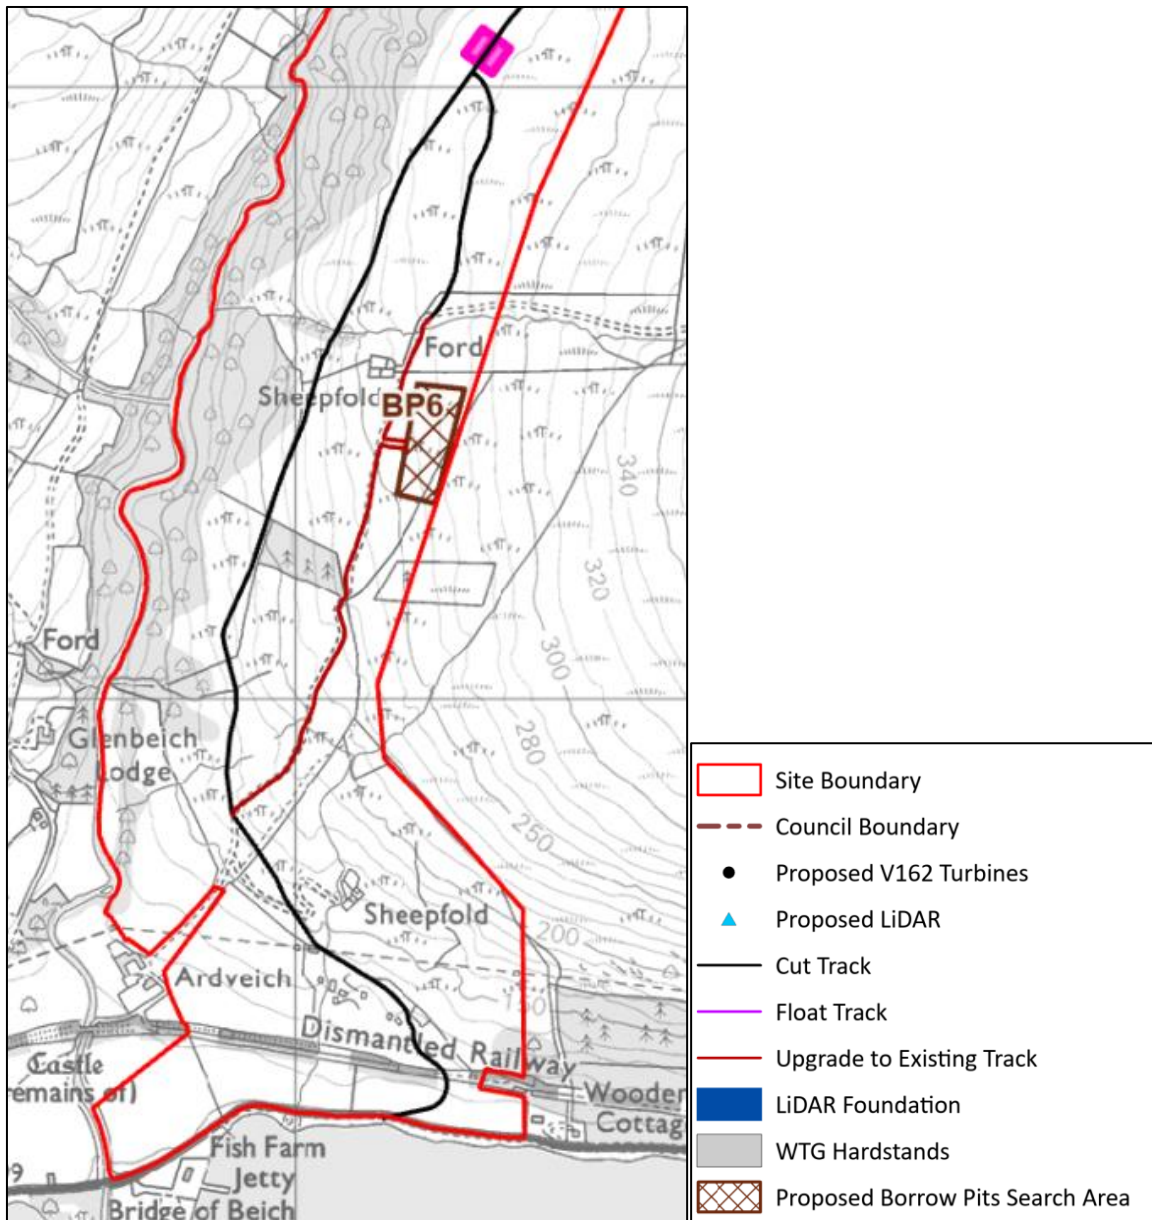 Ford
Sheepfold
BP6
340
320
Ford
300
Glenbeich
Lodge
280
250
Sheepfold
200
Ardveich
150
Dismantled Railway
Castle
remains of)
Wooden
Cottag
Fish Farm
Jetty
9
Bridge of Beich
Site Boundary
Council Boundary
Proposed V162 Turbines
Proposed LiDAR
Cut Track
Float Track
Upgrade to Existing Track
LiDAR Foundation
WTG Hardstands
Proposed Borrow Pits Search Area